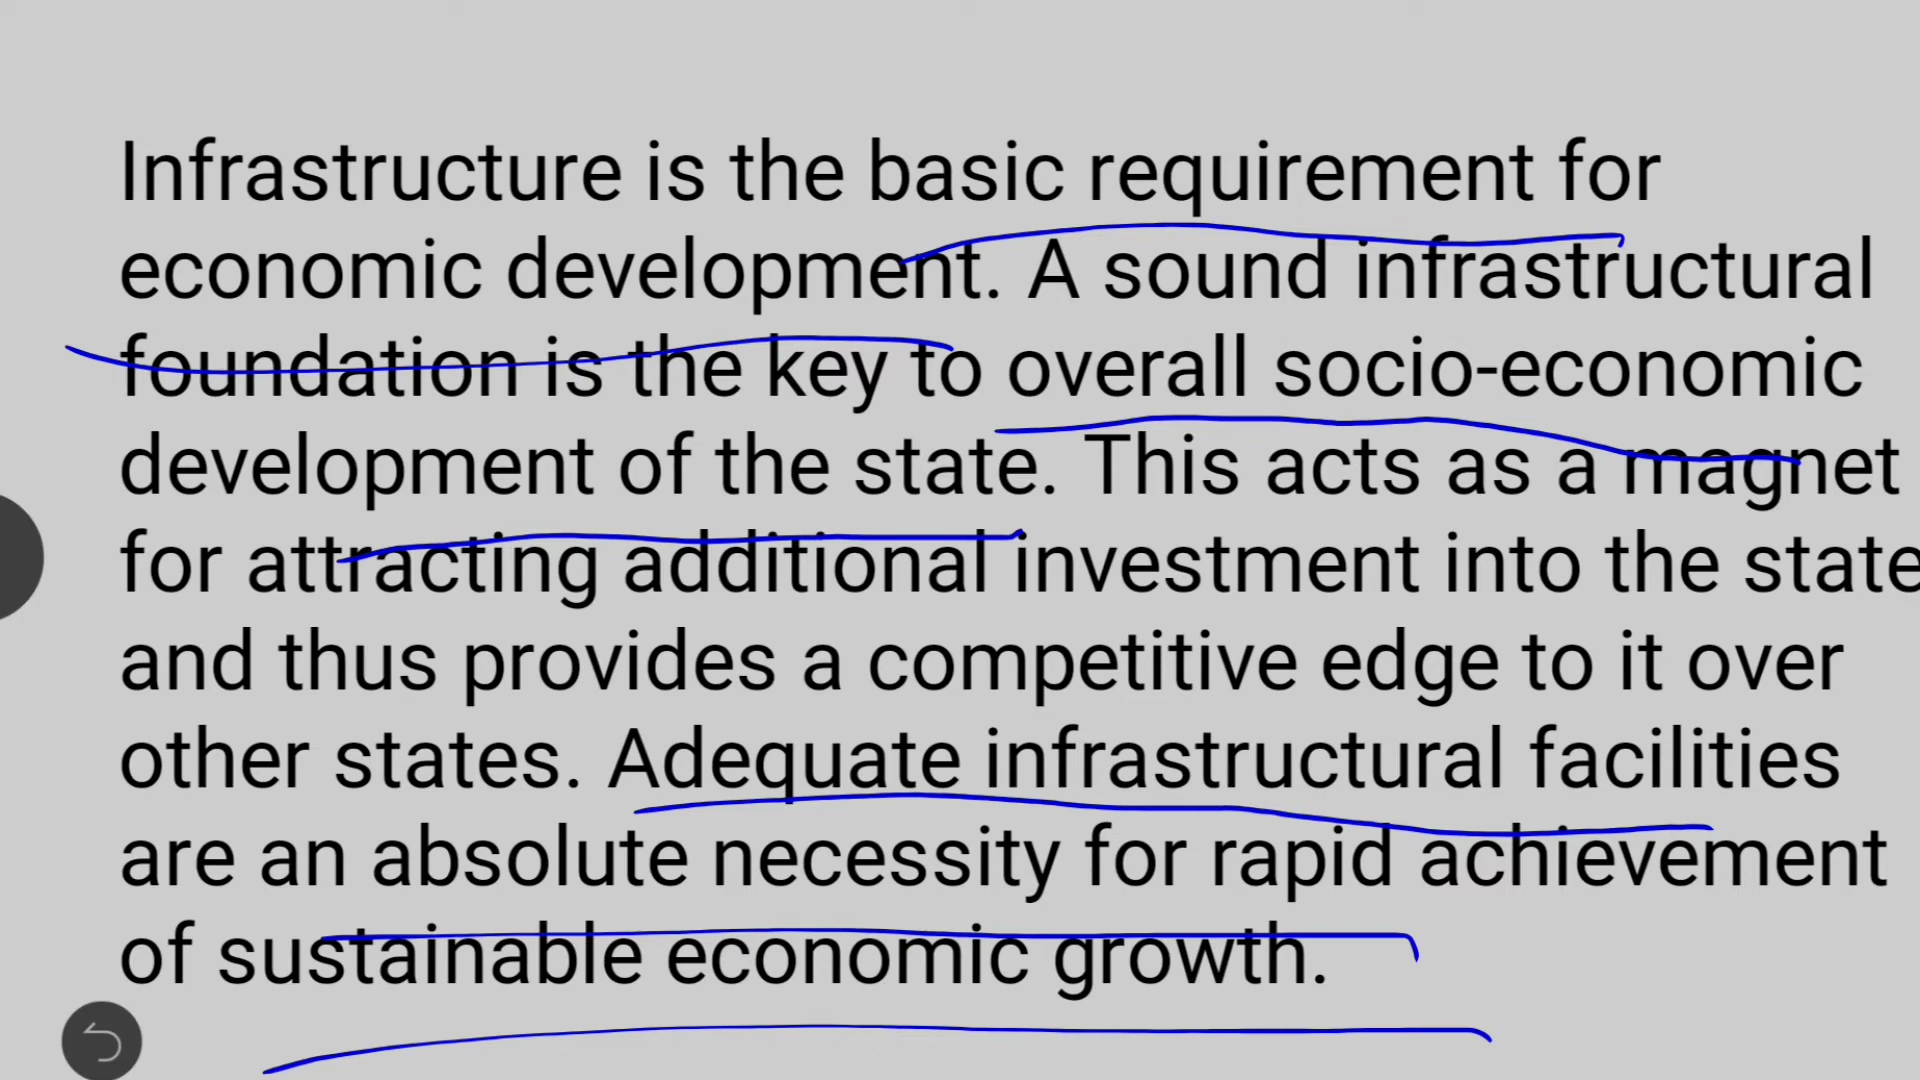 Infrastructure is the basic requirement for
economic development. A sound infrastructural
foundation is the key to overall socio-economic
development of the state. This acts as a magnet
for attracting additional investment into the state
and thus provides a competitive edge to it over
other states. Adequate infrastructural facilities
are an absolute necessity for rapid achievement
of sustainable economic growth.